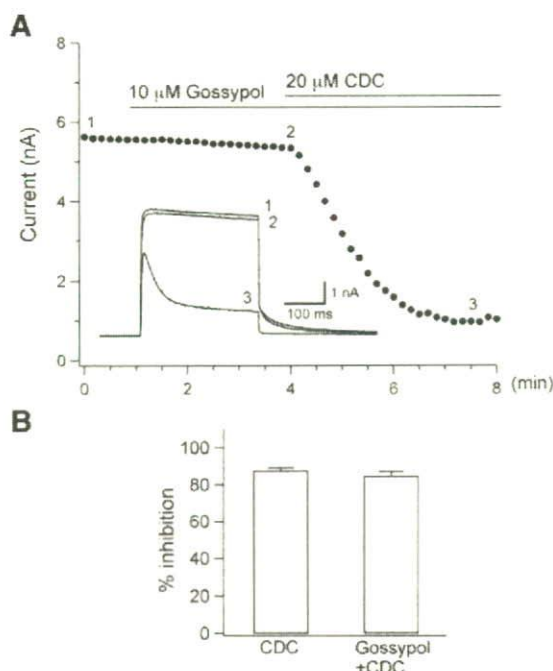 A
8
20 μM CDC
10 μM Gossypol
1
2
6
Current (nA)
4
1
2
3
1 nA
100 ms
2
3
0
0 2 4 6 8 (min)
B
100
80
60
40
20
0
% inhibition
CDC Gossypol
+CDC